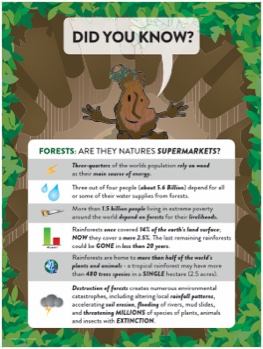 DID YOU KNOW?
FORESTS: ARE THEY NATURES SUPERMARKETS?
Three-quarters of the worlds population rely on wood
as their main source of energy.
Three out of four people (about 5.6 Billion) depend for all
or some of their water supplies from forests.
More than 1.5 billion people living in extreme poverty
around the world depend on forests for their livelihoods.
Rainforests once covered 14% of the earth's land surface;
NOW they cover a mere 2.5%. The last remaining rainforests
could be GONE in less than 20 years.
Rainforests are home to more than half of the world's
plants and animals - a tropical rainforest may have more
than 480 trees species in a SINGLE hectare (2.5 acres).
Destruction of forests creates numerous environmental
catastrophes, including altering local rainfall patterns,
accelerating soil erosion, flooding of rivers, mud slides,
and threatening MILLIONS of species of plants, animals
and insects with EXTINCTION.